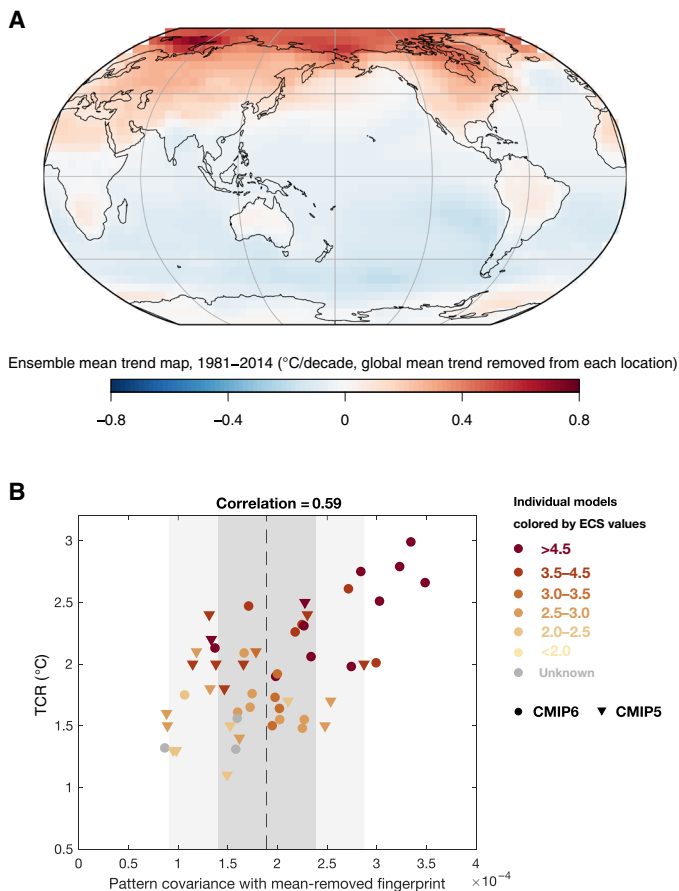 A
Ensemble mean trend map, 1981–2014 (°C/decade, global mean trend removed from each location)
−0.8 −0.4 0 0.4 0.8
B
Correlation = 0.59
Individual models
colored by ECS values
>4.5
3.5–4.5
3.0–3.5
2.5–3.0
2.0–2.5
<2.0
Unknown
CMIP6 CMIP5
TCR (°C)
3
2.5
2
1.5
1
0.5
0 1 1.5 2 2.5 3 3.5 4
Pattern covariance with mean-removed fingerprint ×10⁻⁴